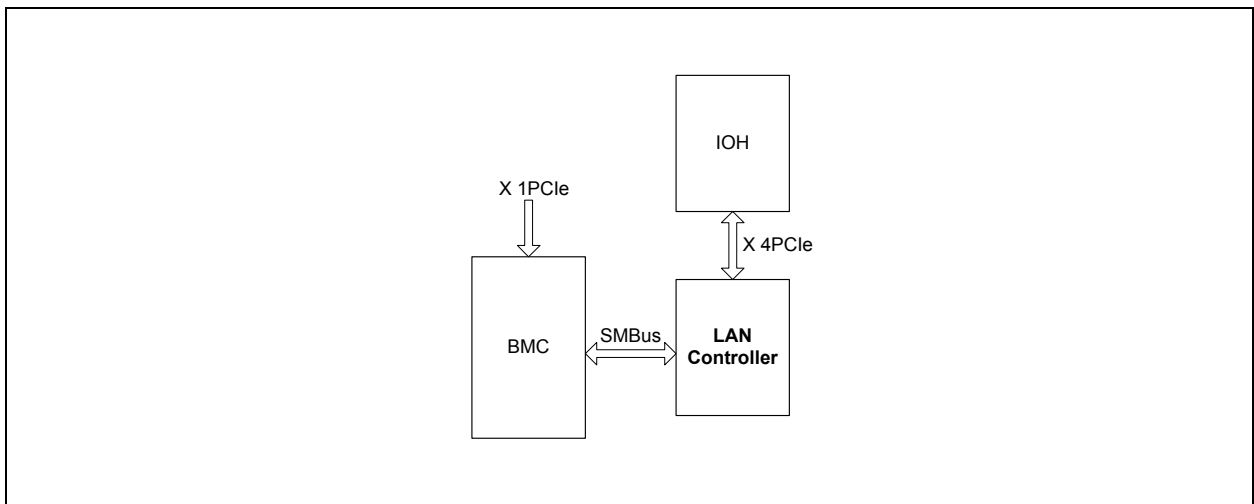 IOH
X 1PCIe
X 4PCIe
BMC
SMBus
LAN
Controller